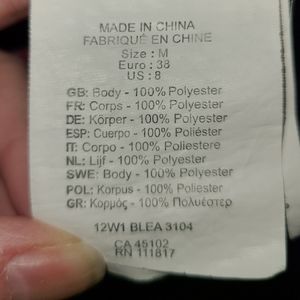 MADE IN CHINA
FABRIQUÉ EN CHINE
Size : M
Euro : 38
US : 8
GB: Body - 100% Polyester
FR: Corps - 100% Polyester
DE: Körper - 100% Polyester
ESP: Cuerpo - 100% Poliéster
IT: Corpo - 100% Poliestere
NL: Lijf - 100% Polyester
SWE: Body - 100% Polyester
POL: Korpus - 100% Poliester
GR: Κορμός - 100% Πολυέστερ
12W1 BLEA 3104
CA 45102
RN 111817